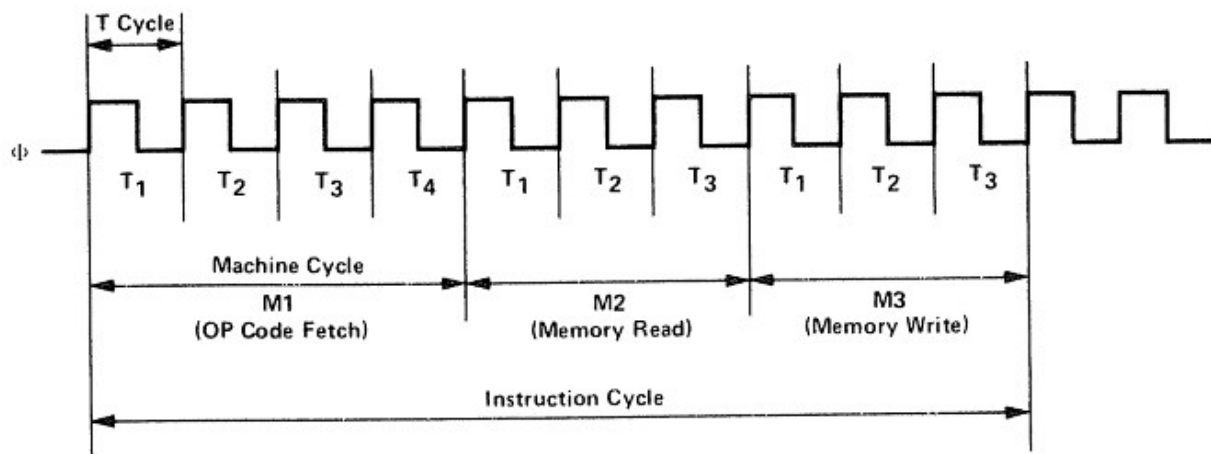 T Cycle
Φ
T₁ T₂ T₃ T₄ T₁ T₂ T₃ T₁ T₂ T₃
Machine Cycle
M1 M2 M3
(OP Code Fetch) (Memory Read) (Memory Write)
Instruction Cycle